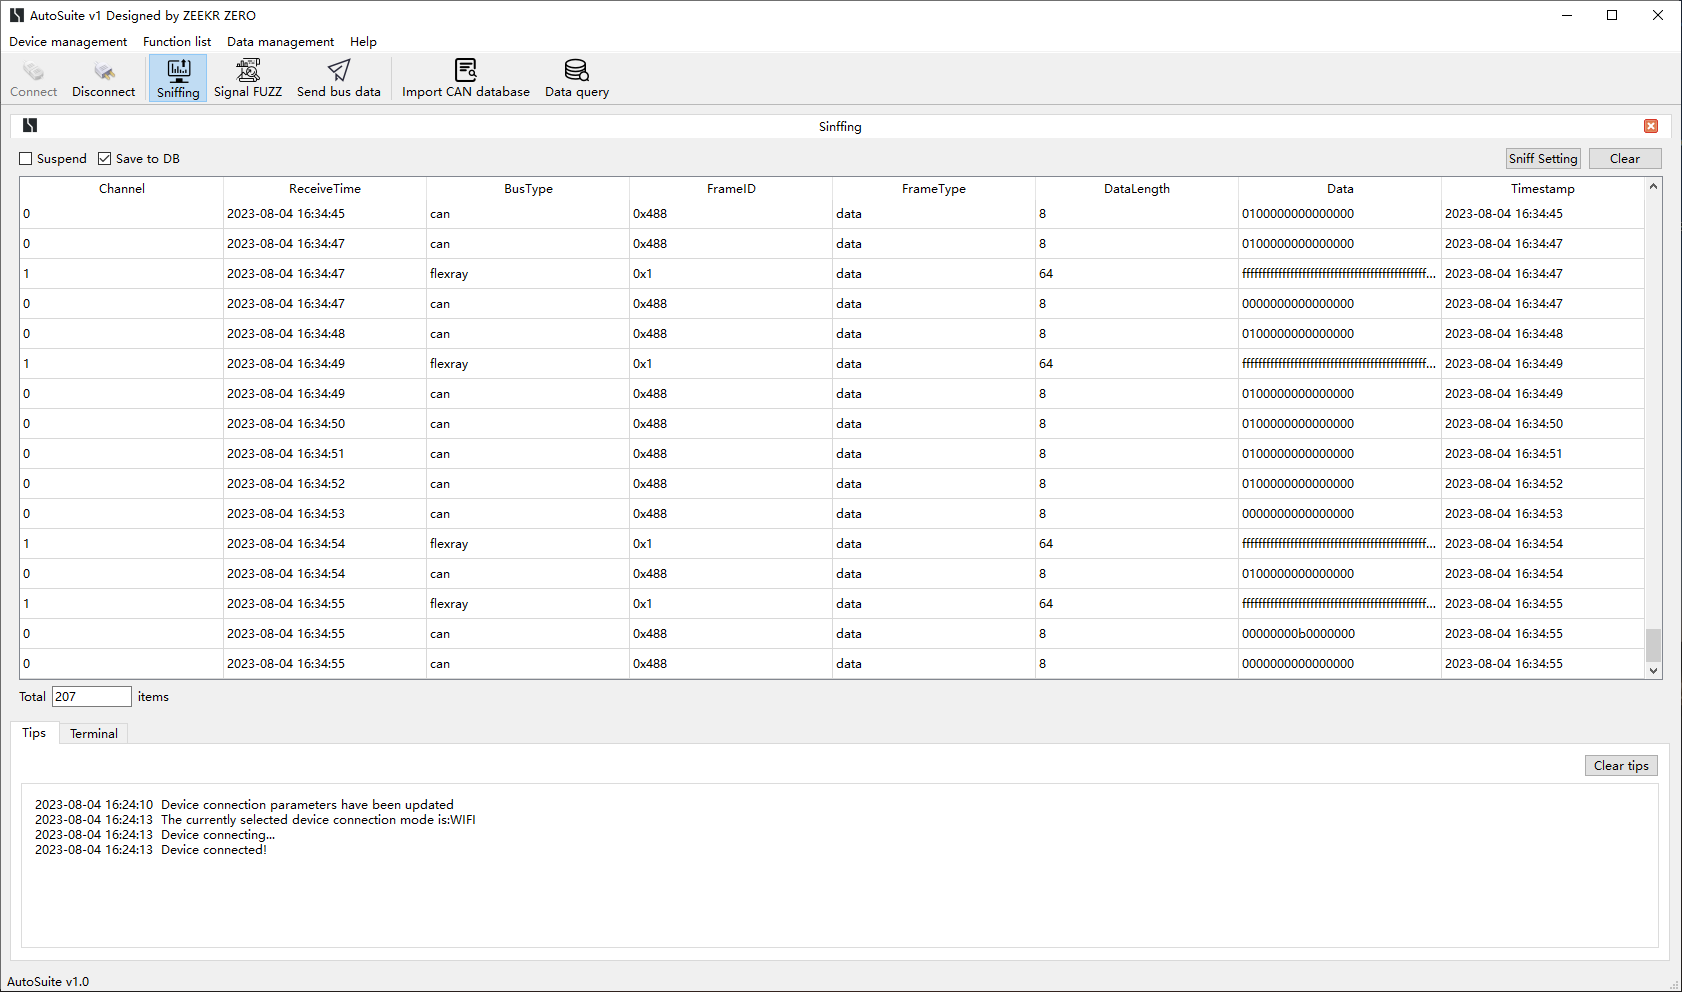 AutoSuite v1 Designed by ZEEKR ZERO
Device management Function list Data management Help
Connect Disconnect Sniffing Signal FUZZ Send bus data Import CAN database Data query
Sinffing
Suspend Save to DB Sniff Setting Clear
Channel ReceiveTime BusType FrameID FrameType DataLength Data Timestamp
0 2023-08-04 16:34:45 can 0x488 data 8 0100000000000000 2023-08-04 16:34:45
0 2023-08-04 16:34:47 can 0x488 data 8 0100000000000000 2023-08-04 16:34:47
1 2023-08-04 16:34:47 flexray 0x1 data 64 2023-08-04 16:34:47
0 2023-08-04 16:34:47 can 0x488 data 8 0000000000000000 2023-08-04 16:34:47
0 2023-08-04 16:34:48 can 0x488 data 8 0100000000000000 2023-08-04 16:34:48
1 2023-08-04 16:34:49 flexray 0x1 data 64 2023-08-04 16:34:49
0 2023-08-04 16:34:49 can 0x488 data 8 0100000000000000 2023-08-04 16:34:49
0 2023-08-04 16:34:50 can 0x488 data 8 0100000000000000 2023-08-04 16:34:50
0 2023-08-04 16:34:51 can 0x488 data 8 0100000000000000 2023-08-04 16:34:51
0 2023-08-04 16:34:52 can 0x488 data 8 0100000000000000 2023-08-04 16:34:52
0 2023-08-04 16:34:53 can 0x488 data 8 0000000000000000 2023-08-04 16:34:53
1 2023-08-04 16:34:54 flexray 0x1 data 64 2023-08-04 16:34:54
0 2023-08-04 16:34:54 can 0x488 data 8 0100000000000000 2023-08-04 16:34:54
1 2023-08-04 16:34:55 flexray 0x1 data 64 2023-08-04 16:34:55
0 2023-08-04 16:34:55 can 0x488 data 8 00000000b0000000 2023-08-04 16:34:55
0 2023-08-04 16:34:55 can 0x488 data 8 0000000000000000 2023-08-04 16:34:55
Total 207 items
Tips Terminal
Clear tips
2023-08-04 16:24:10 Device connection parameters have been updated
2023-08-04 16:24:13 The currently selected device connection mode is:WIFI
2023-08-04 16:24:13 Device connecting...
2023-08-04 16:24:13 Device connected!
AutoSuite v1.0